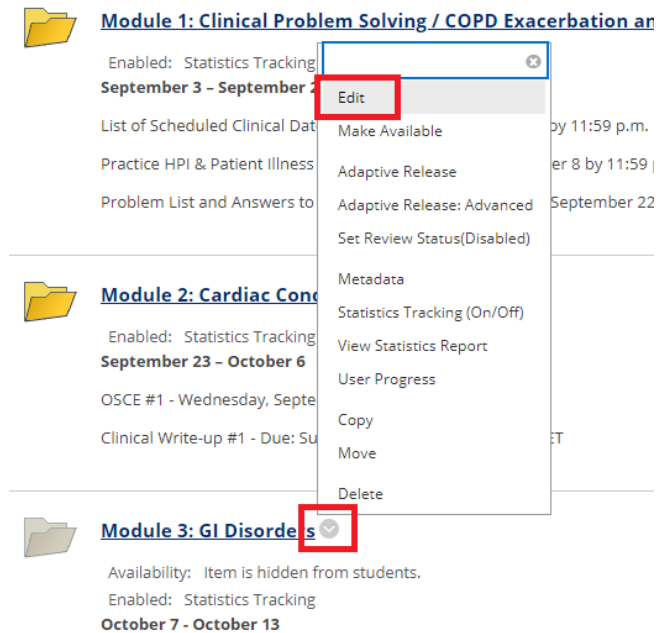 Module 1: Clinical Problem Solving / COPD Exacerbation an
Enabled: Statistics Tracking
September 3 – September 2
List of Scheduled Clinical Dat by 11:59 p.m.
Practice HPI & Patient Illness er 8 by 11:59
Problem List and Answers to September 22
Edit
Make Available
Adaptive Release
Adaptive Release: Advanced
Set Review Status(Disabled)
Metadata
Statistics Tracking (On/Off)
View Statistics Report
User Progress
Copy
Move
Delete
Module 2: Cardiac Cond
Enabled: Statistics Tracking
September 23 – October 6
OSCE #1 - Wednesday, Septe
Clinical Write-up #1 - Due: Su ET
Module 3: GI Disorders
Availability: Item is hidden from students.
Enabled: Statistics Tracking
October 7 - October 13